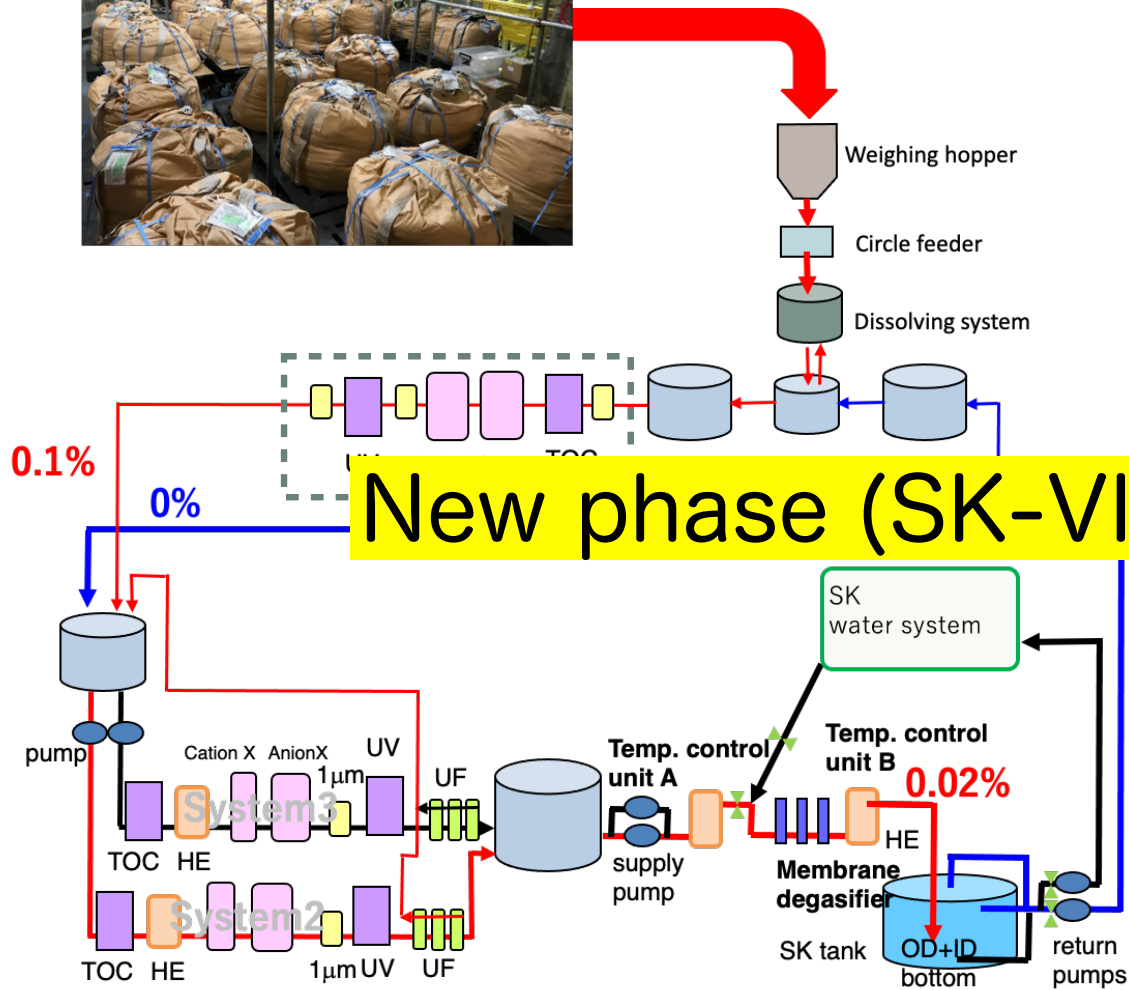 Weighing hopper
Circle feeder
Dissolving system
0.1%
0%
New phase (SK-VI
SK
water system
pump
Cation X
AnionX
1μm
UV
UF
System3
TOC
HE
Temp. control
unit A
supply
pump
Temp. control
unit B
0.02%
HE
Membrane
degasifier
System2
TOC
HE
1μm
UV
UF
SK tank
OD+ID
bottom
return
pumps